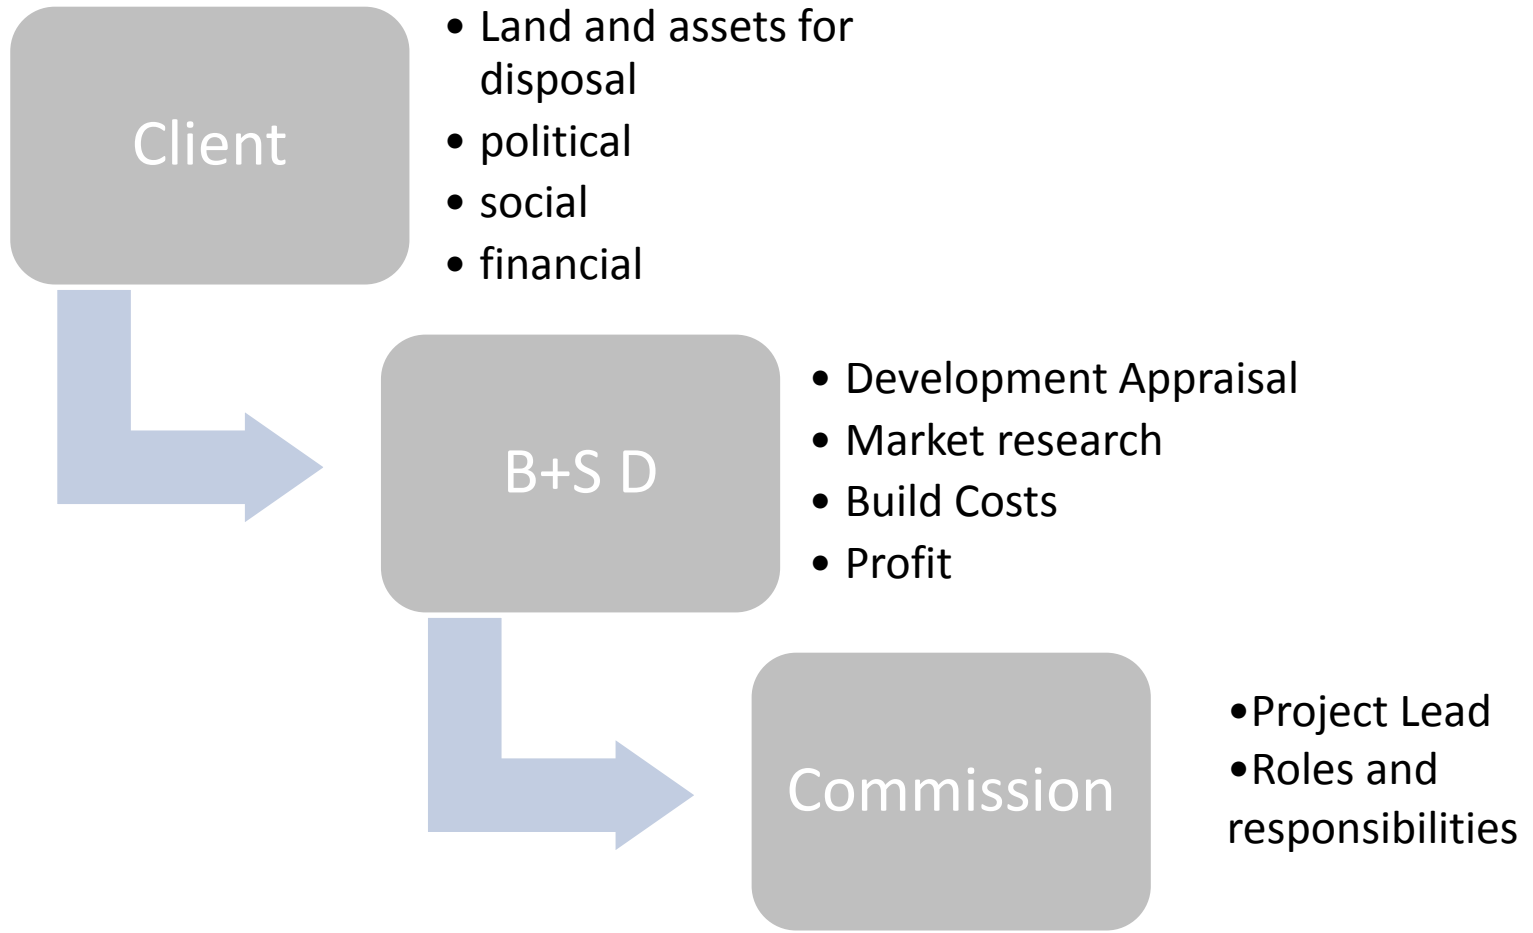 Client
• Land and assets for
disposal
• political
• social
• financial
B+S D
• Development Appraisal
• Market research
• Build Costs
• Profit
Commission
•Project Lead
•Roles and
responsibilities